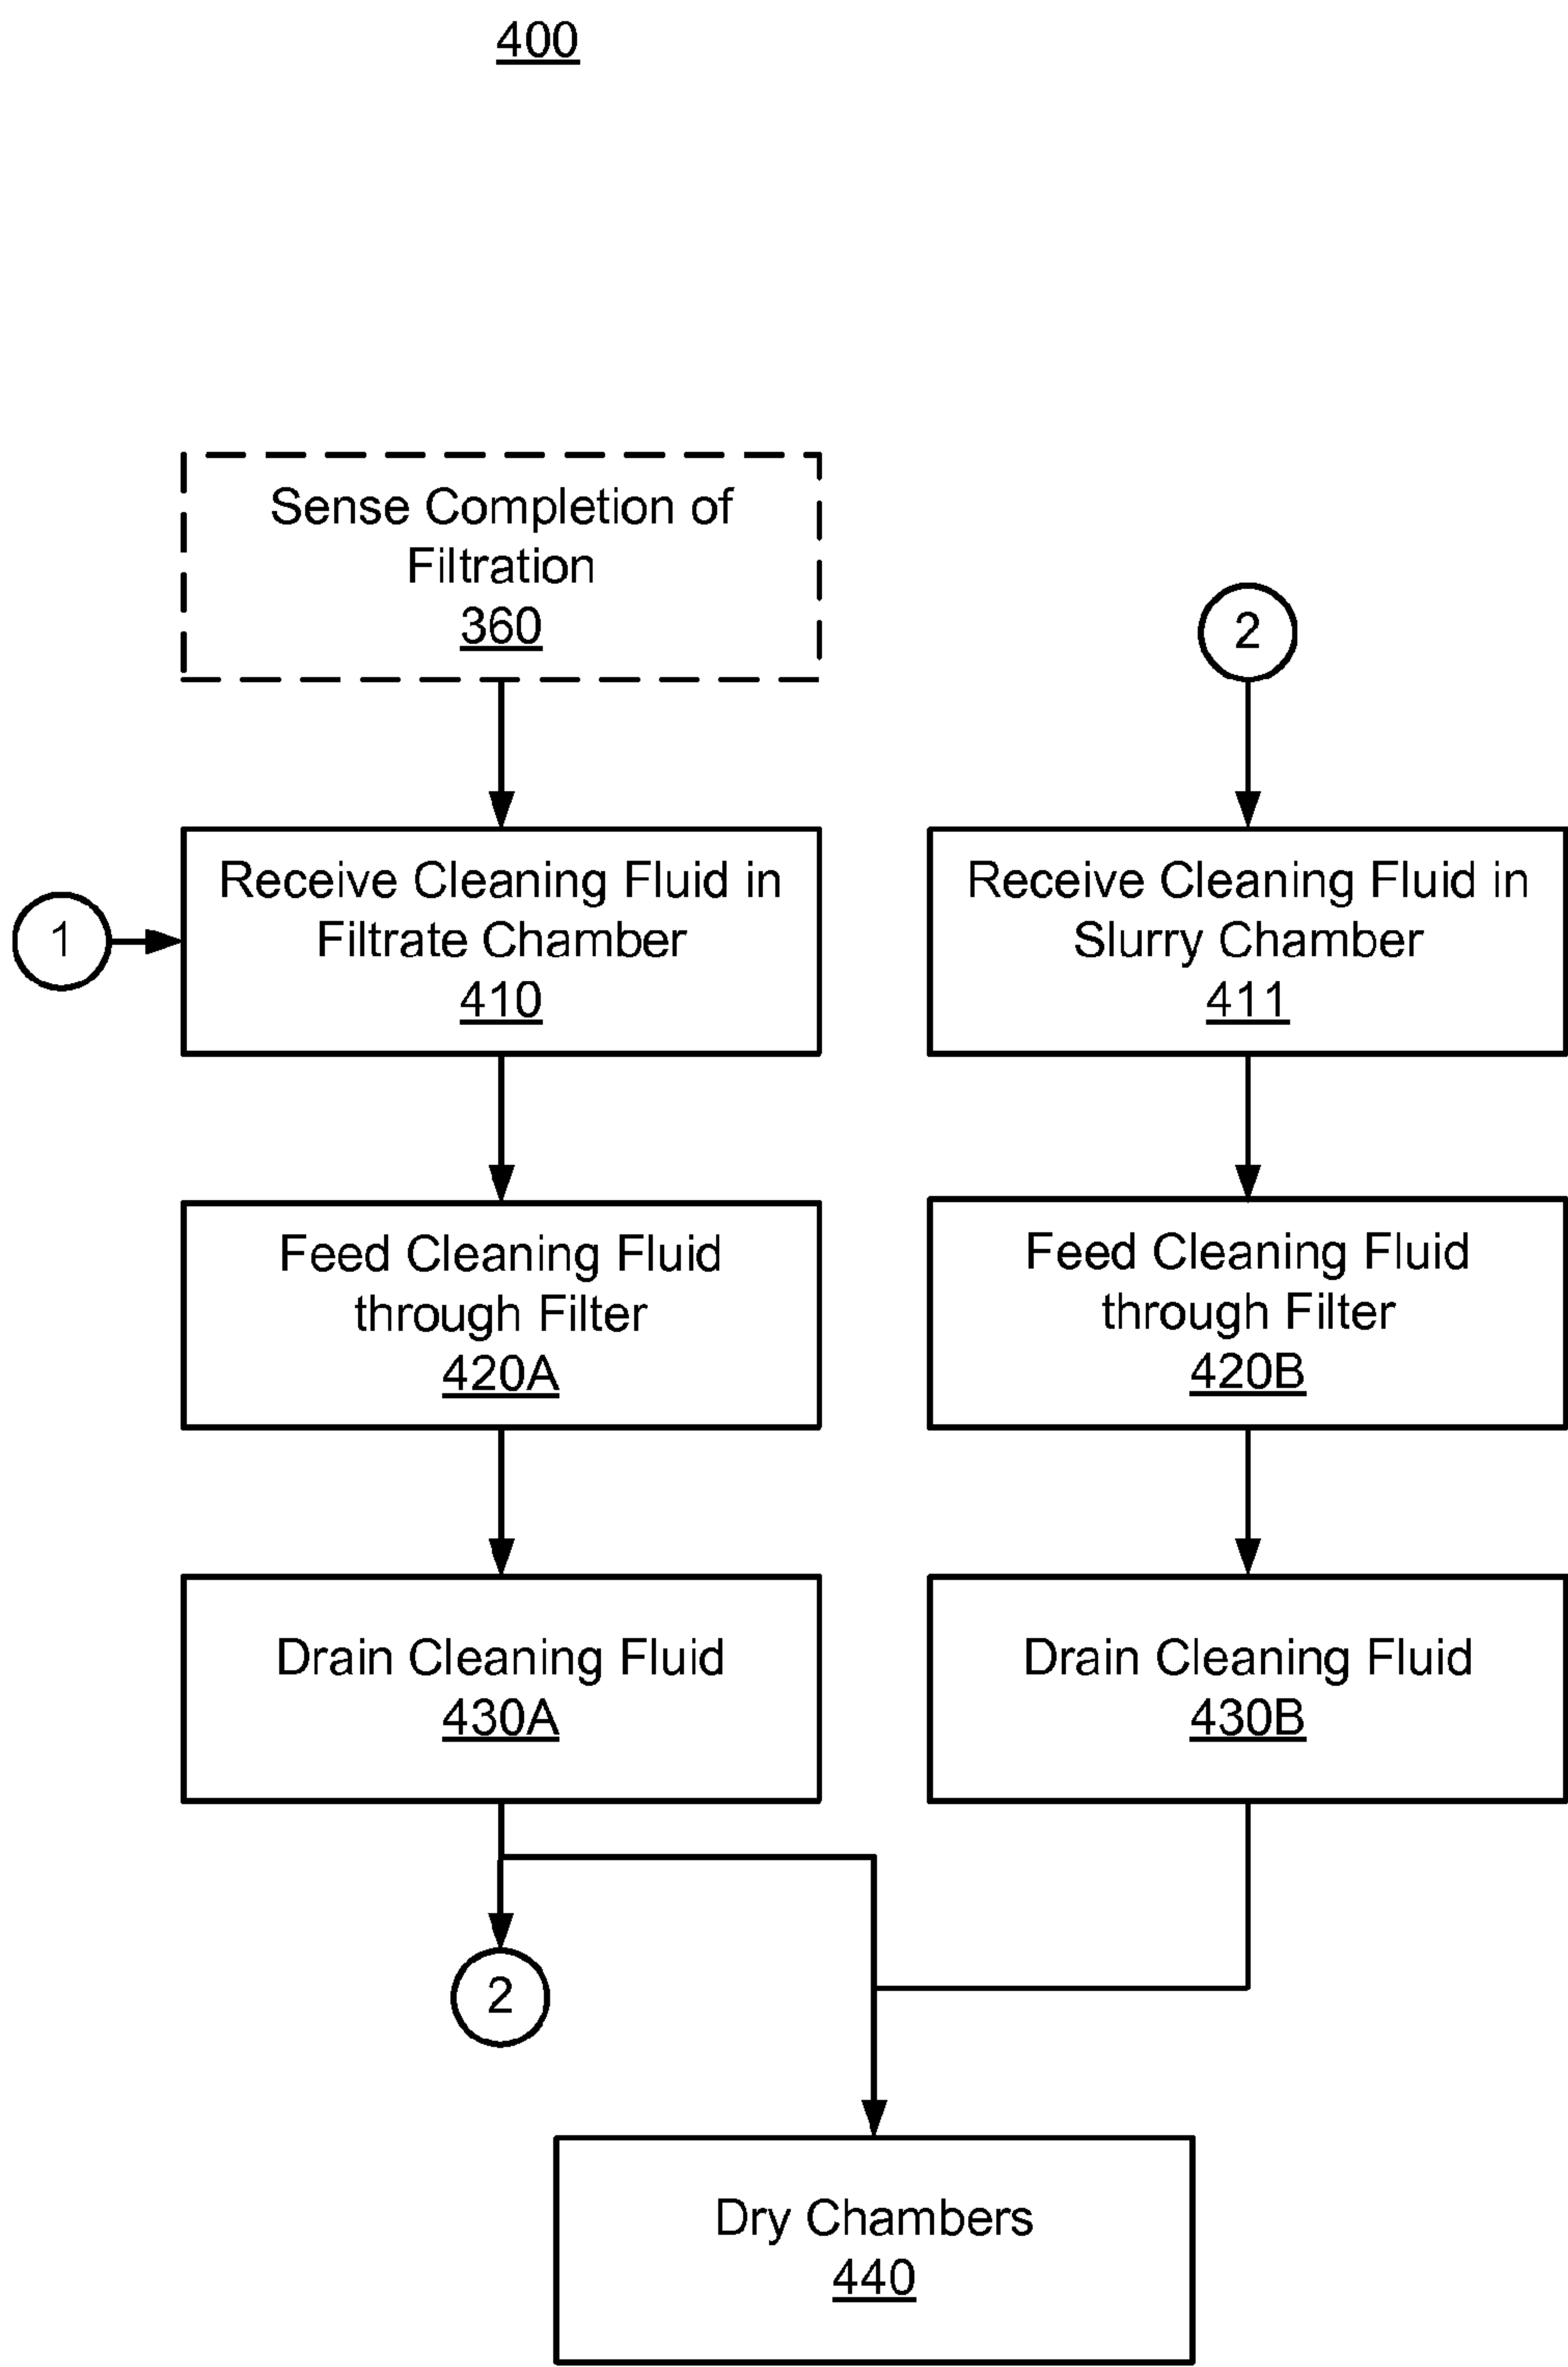 400
Sense Completion of
Filtration
360
2
1
Receive Cleaning Fluid in
Filtrate Chamber
410
Receive Cleaning Fluid in
Slurry Chamber
411
Feed Cleaning Fluid
through Filter
420A
Feed Cleaning Fluid
through Filter
420B
Drain Cleaning Fluid
430A
Drain Cleaning Fluid
430B
2
Dry Chambers
440